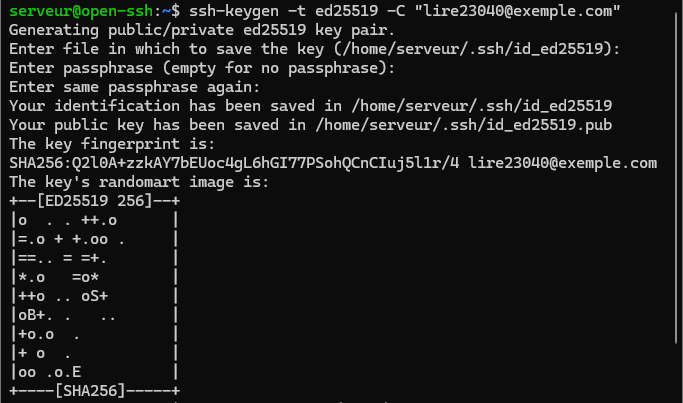 serveur@open-ssh:~$ ssh-keygen -t ed25519 -C "lire23040@exemple.com"
Generating public/private ed25519 key pair.
Enter file in which to save the key (/home/serveur/.ssh/id_ed25519):
Enter passphrase (empty for no passphrase):
Enter same passphrase again:
Your identification has been saved in /home/serveur/.ssh/id_ed25519
Your public key has been saved in /home/serveur/.ssh/id_ed25519.pub
The key fingerprint is:
SHA256:Q2l0A+zzkAY7bEUoc4gL6hGI77PSohQCnCIuj5l1r/4 lire23040@exemple.com
The key's randomart image is:
+--[ED25519 256]--+
|o  . . ++.o      |
|=.o + +.oo .     |
|==.. = =+.       |
|*.o   =o*        |
|++o .. oS+       |
|oB+. .   ..      |
|+o.o  .          |
|+ o  .           |
|oo .o.E          |
+----[SHA256]-----+